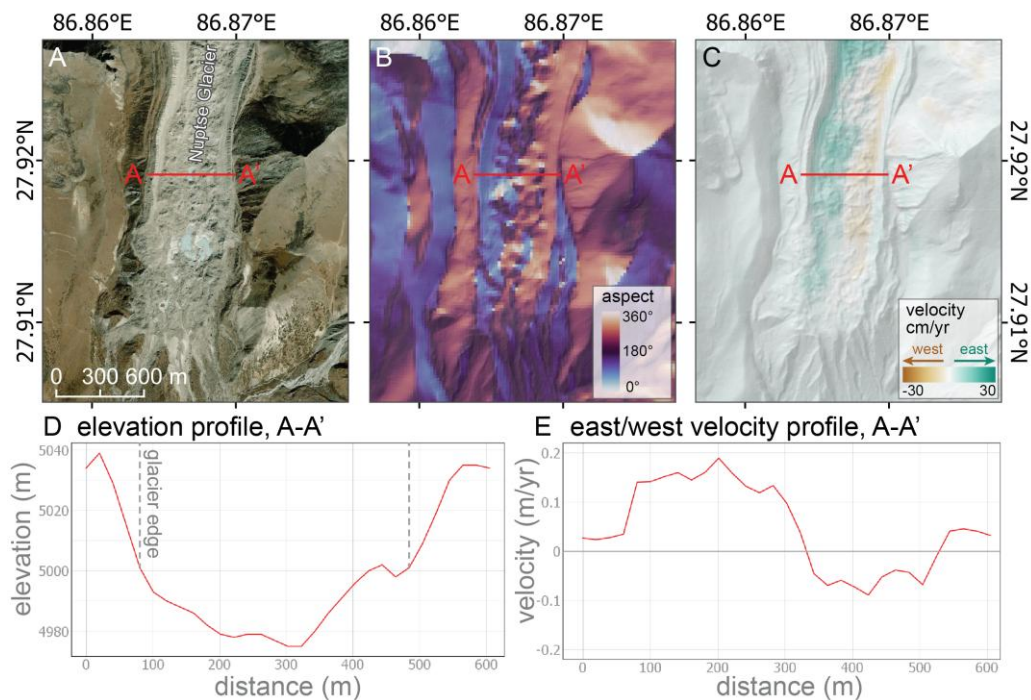 86.86°E 86.87°E 86.86°E 86.87°E 86.86°E 86.87°E
A
Nuptse Glacier
27.92°N
A A'
27.91°N
0 300 600 m
B
A A'
aspect
360°
180°
0°
C
27.92°N
A A'
27.91°N
velocity
cm/yr
west east
-30 30
D elevation profile, A-A'
5040
5020
5000
4980
elevation (m)
glacier edge
0 100 200 300 400 500 600
distance (m)
E east/west velocity profile, A-A'
0.2
0.1
0
-0.1
-0.2
velocity (m/yr)
0 100 200 300 400 500 600
distance (m)